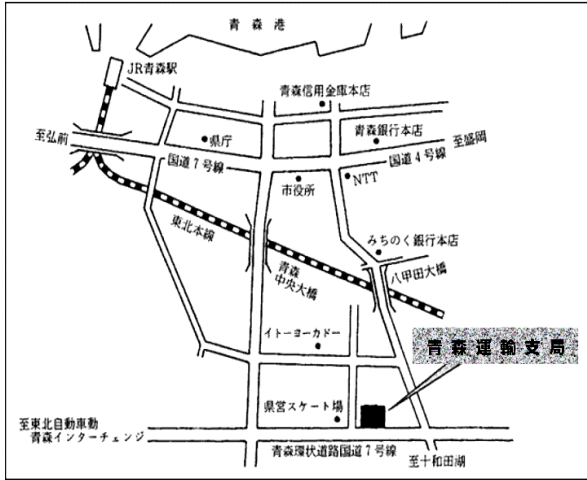 青森港
JR青森駅
青森信用金庫本店
至弘前
県庁
青森銀行本店
至盛岡
国道7号線
国道4号線
市役所
NTT
東北本線
みちのく銀行本店
青森
中央大橋
八甲田大橋
イトーヨーカドー
青森運輸支局
県営スケート場
至東北自動車動
青森インターチェンジ
青森環状道路国道7号線
至十和田湖